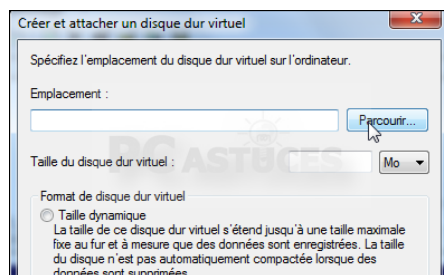 Créer et attacher un disque dur virtuel
Spécifiez l'emplacement du disque dur virtuel sur l'ordinateur.
Emplacement :
Parcourir...
PC ASTUCES
Taille du disque dur virtuel :
Mo
Format de disque dur virtuel
Taille dynamique
La taille de ce disque dur virtuel s'étend jusqu'à une taille maximale
fixe au fur et à mesure que des données sont enregistrées. La taille
du disque n'est pas automatiquement compactée lorsque des
données sont supprimées.